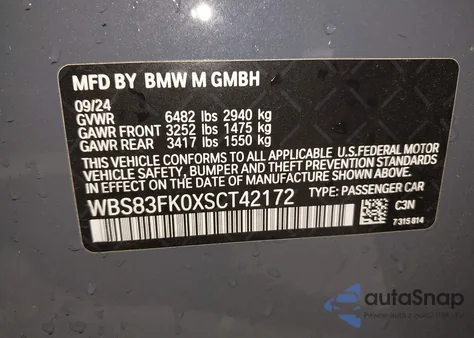 MFD BY BMW M GMBH
09/24
GVWR 6482 lbs 2940 kg
GAWR FRONT 3252 lbs 1475 kg
GAWR REAR 3417 lbs 1550 kg
THIS VEHICLE CONFORMS TO ALL APPLICABLE U.S.FEDERAL MOTOR
VEHICLE SAFETY, BUMPER AND THEFT PREVENTION STANDARDS
IN EFFECT ON THE DATE OF MANUFACTURE SHOWN ABOVE.
WBS83FK0XSCT42172 TYPE: PASSENGER CAR
C3N
7315814
autoSnap